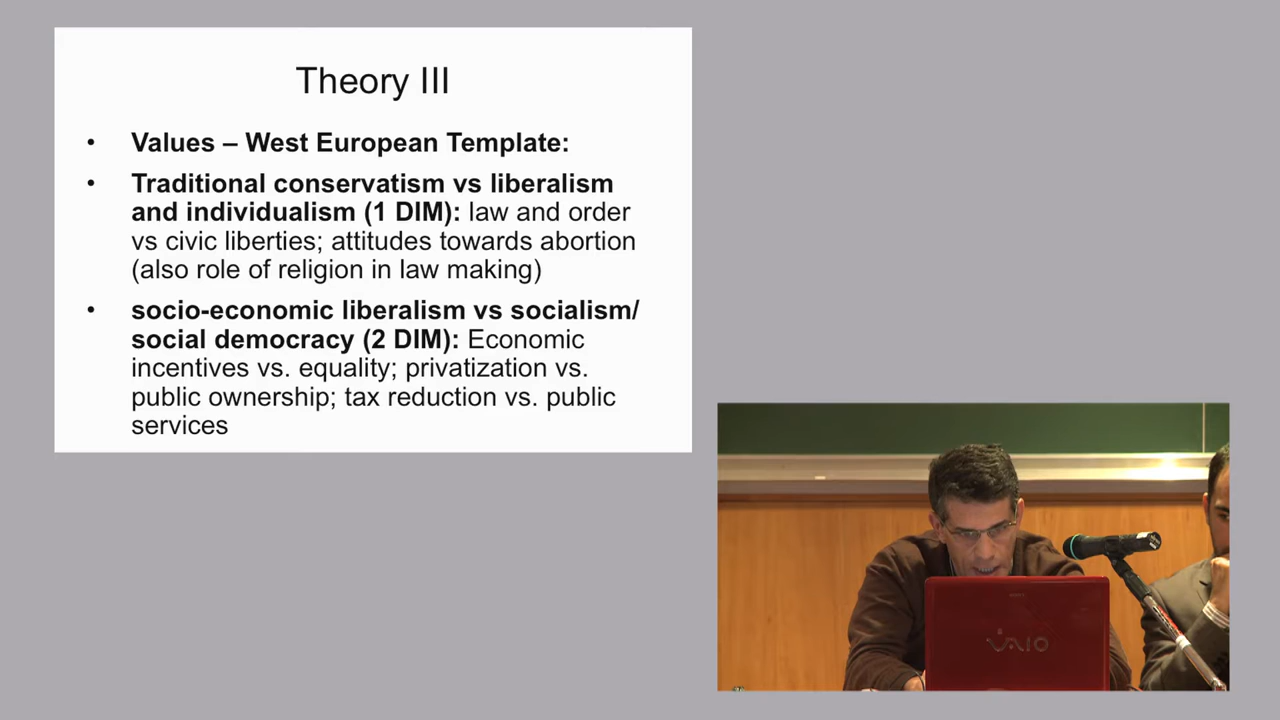 Theory III
• Values – West European Template:
• Traditional conservatism vs liberalism
and individualism (1 DIM): law and order
vs civic liberties; attitudes towards abortion
(also role of religion in law making)
• socio-economic liberalism vs socialism/
social democracy (2 DIM): Economic
incentives vs. equality; privatization vs.
public ownership; tax reduction vs. public
services
VAIO